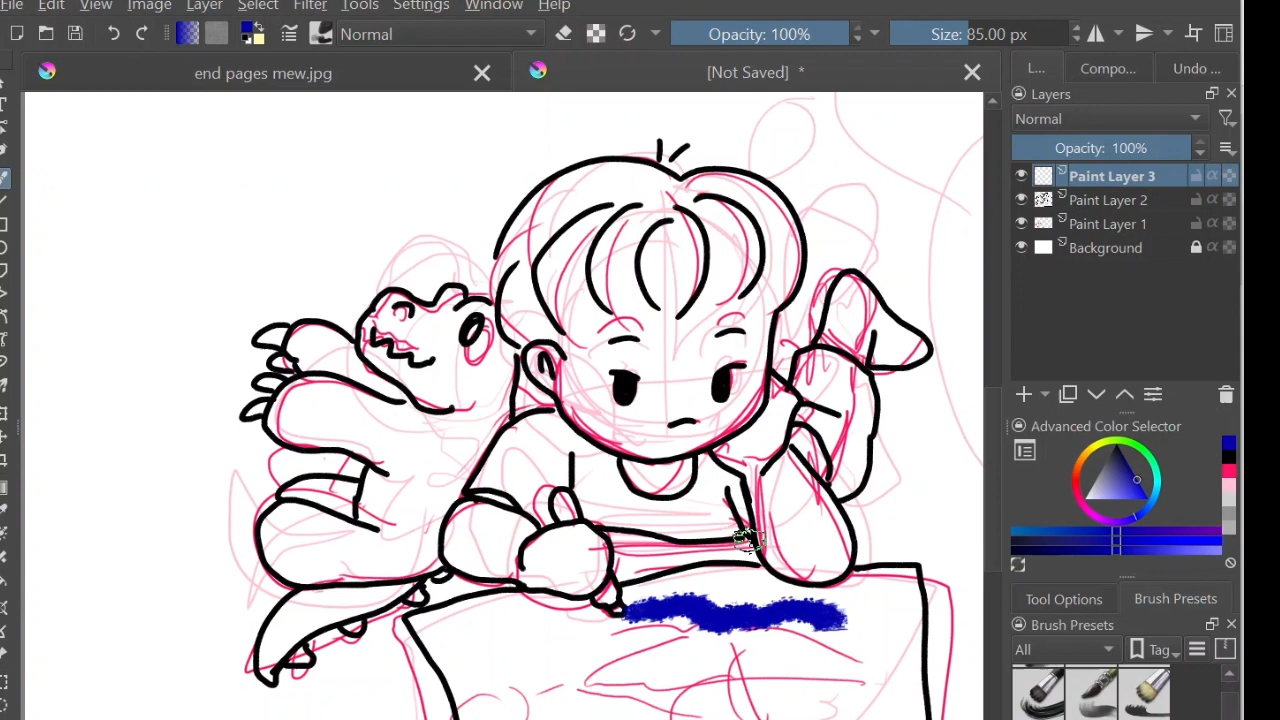 File Edit View Image Layer Select Filter Tools Settings Window Help
Normal Opacity: 100% Size: 85.00 px
end pages mew.jpg [Not Saved] * L... Compo... Undo ...
Layers
Normal
Opacity: 100%
Paint Layer 3
Paint Layer 2
Paint Layer 1
Background
Advanced Color Selector
Tool Options Brush Presets
Brush Presets
All Tag